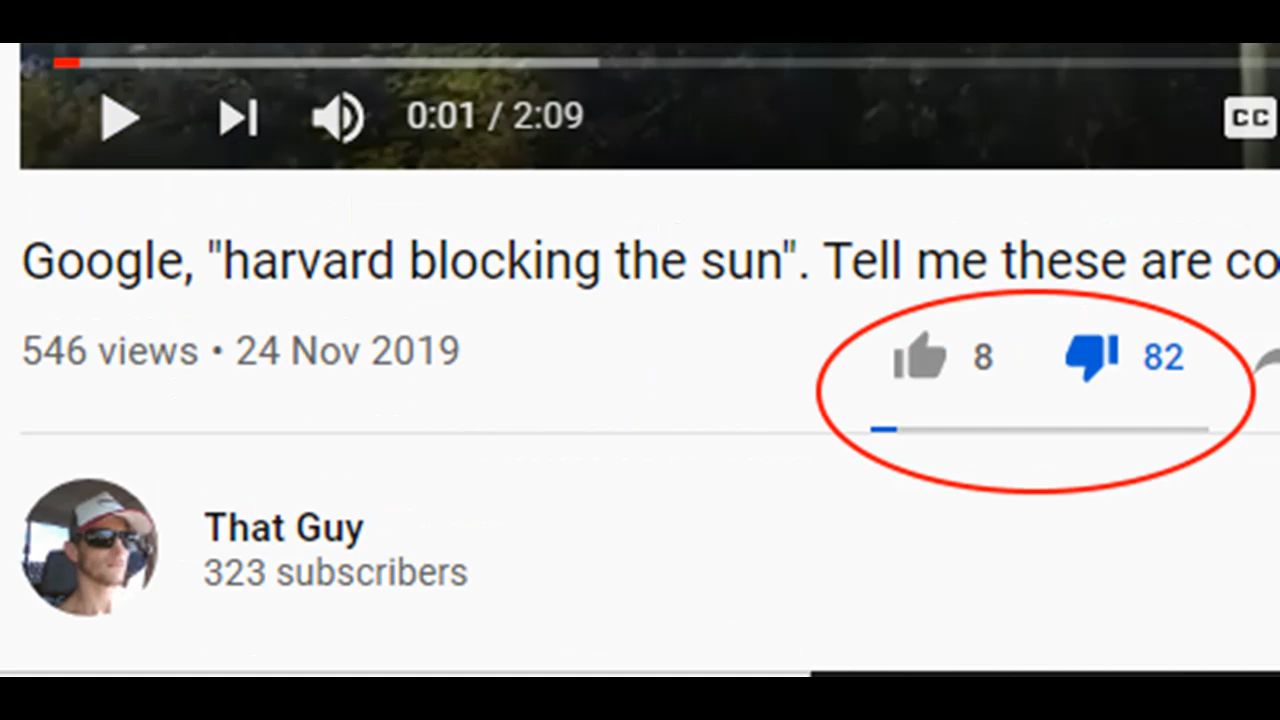 0:01 / 2:09
CC
Google, "harvard blocking the sun". Tell me these are co
546 views • 24 Nov 2019
8
82
That Guy
323 subscribers